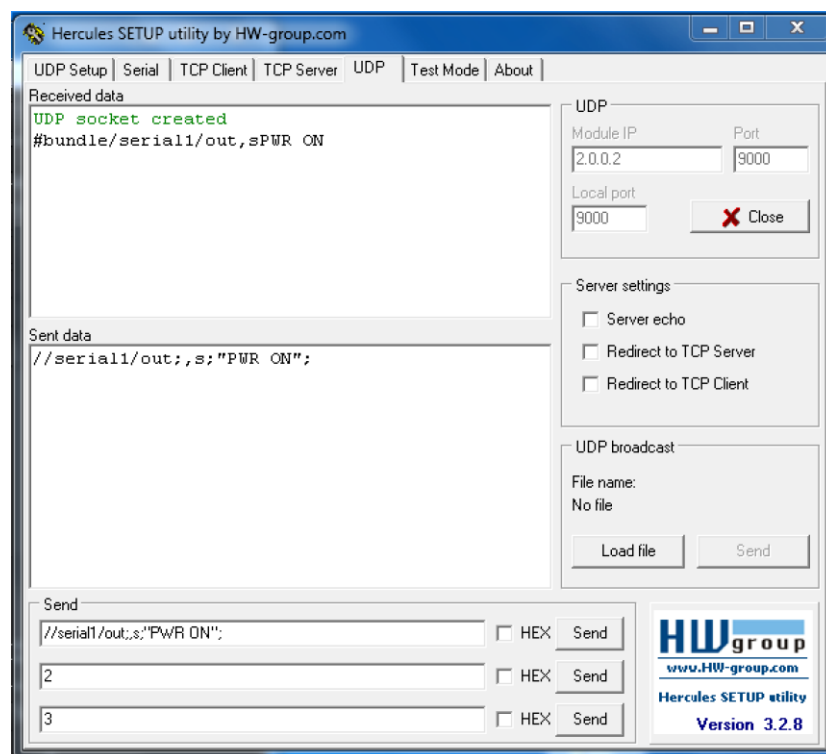 Hercules SETUP utility by HW-group.com
UDP Setup Serial TCP Client TCP Server UDP Test Mode About
Received data
UDP socket created
#bundle/serial1/out,sPWR ON
UDP
Module IP Port
2.0.0.2 9000
Local port
9000 Close
Server settings
Server echo
Redirect to TCP Server
Redirect to TCP Client
Sent data
//serial1/out;,s;"PWR ON";
UDP broadcast
File name:
No file
Load file Send
Send
//serial1/out;,s;"PWR ON"; HEX Send
2 HEX Send
3 HEX Send
HWgroup
www.HW-group.com
Hercules SETUP utility
Version 3.2.8